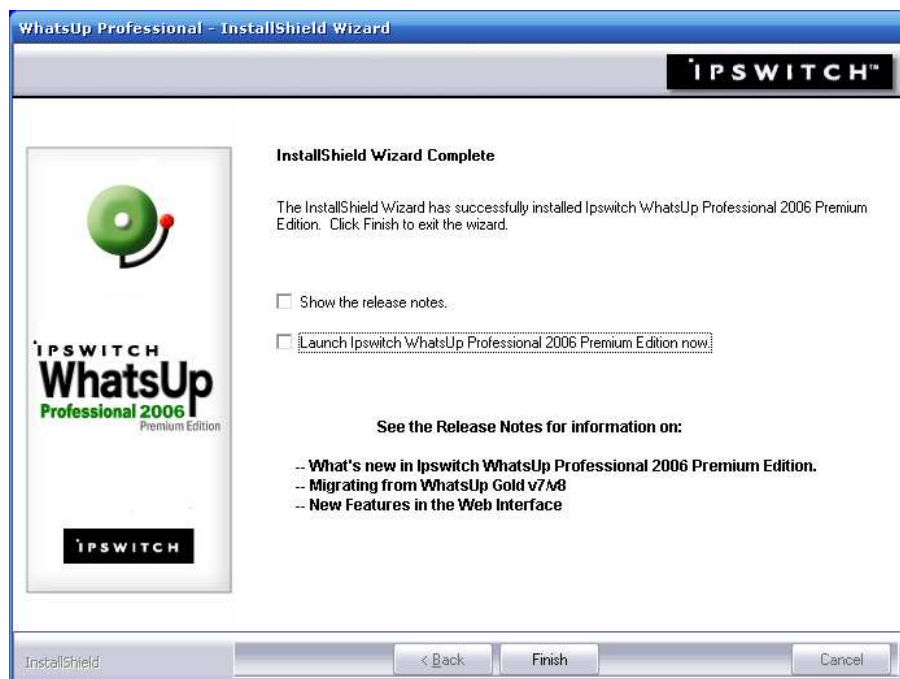 WhatsUp Professional - InstallShield Wizard
IPSWITCH™
InstallShield Wizard Complete
The InstallShield Wizard has successfully installed Ipswitch WhatsUp Professional 2006 Premium
Edition. Click Finish to exit the wizard.
Show the release notes.
Launch Ipswitch WhatsUp Professional 2006 Premium Edition now.
IPSWITCH
WhatsUp
Professional 2006
Premium Edition
See the Release Notes for information on:
-- What's new in Ipswitch WhatsUp Professional 2006 Premium Edition.
-- Migrating from WhatsUp Gold v7/v8
-- New Features in the Web Interface
IPSWITCH
InstallShield
< Back
Finish
Cancel